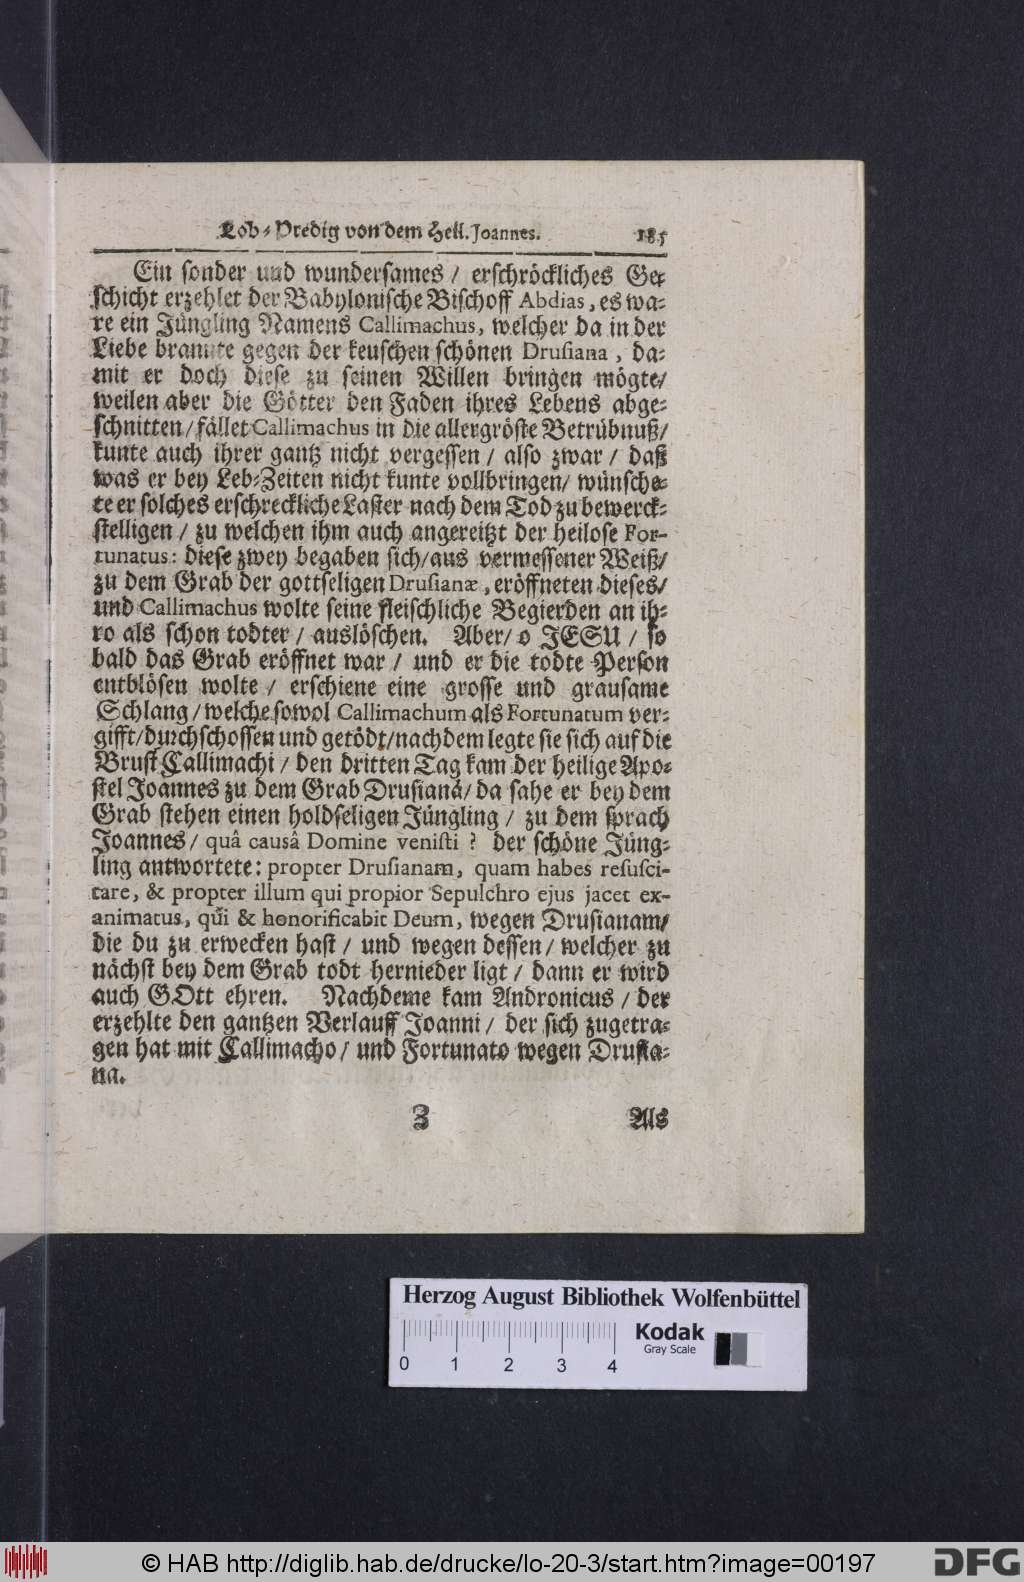 Lob-Predig von dem Heil. Joannes. 185
Ein sonder und wundersames / erschröckliches Ge-
schicht erzehlet der Babylonische Bischoff Abdias, es wa-
re ein Jüngling Namens Callimachus, welcher da in der
Liebe brannte gegen der keuschen schönen Drusiana, da-
mit er doch diese zu seinen Willen bringen mögte/
weilen aber die Götter den Faden ihres Lebens abge-
schnitten / fället Callimachus in die allergröste Betrübnuß/
kunte auch ihrer gantz nicht vergessen / also zwar / daß
was er bey Leb-Zeiten nicht kunte vollbringen/ wünsche-
te er solches erschreckliche Laster nach dem Tod zu bewerck-
stelligen / zu welchen ihm auch angereitzt der heilose For-
tunatus: diese zwey begaben sich/aus vermessener Weiß/
zu dem Grab der gottseligen Drusianæ, eröffneten dieses/
und Callimachus wolte seine fleischliche Begierden an ih-
ro als schon todter / auslöschen. Aber/ o JESU / so
bald das Grab eröffnet war / und er die todte Person
entblösen wolte / erschiene eine grosse und grausame
Schlang / welche sowol Callimachum als Fortunatum ver-
gifft/durchschossen und getödt/nachdem legte sie sich auf die
Brust Callimachi / den dritten Tag kam der heilige Apo-
stel Joannes zu dem Grab Drusianä/ da sahe er bey dem
Grab stehen einen holdseligen Jüngling / zu dem sprach
Joannes / quâ causâ Domine venisti ? der schöne Jüng-
ling antwortete: propter Drusianam, quam habes resusci-
tare, & propter illum qui propior Sepulchro ejus jacet ex-
animatus, qui & honorificabit Deum, wegen Drusianam/
die du zu erwecken hast / und wegen dessen / welcher zu
nächst bey dem Grab todt hernieder ligt / dann er wird
auch GOtt ehren. Nachdeme kam Andronicus / der
erzehlte den gantzen Verlauff Joanni / der sich zugetra-
gen hat mit Callimacho / und Fortunato wegen Drusia-
na.
Z Als
Herzog August Bibliothek Wolfenbüttel
Kodak
Gray Scale
0 1 2 3 4
© HAB http://diglib.hab.de/drucke/lo-20-3/start.htm?image=00197
DFG